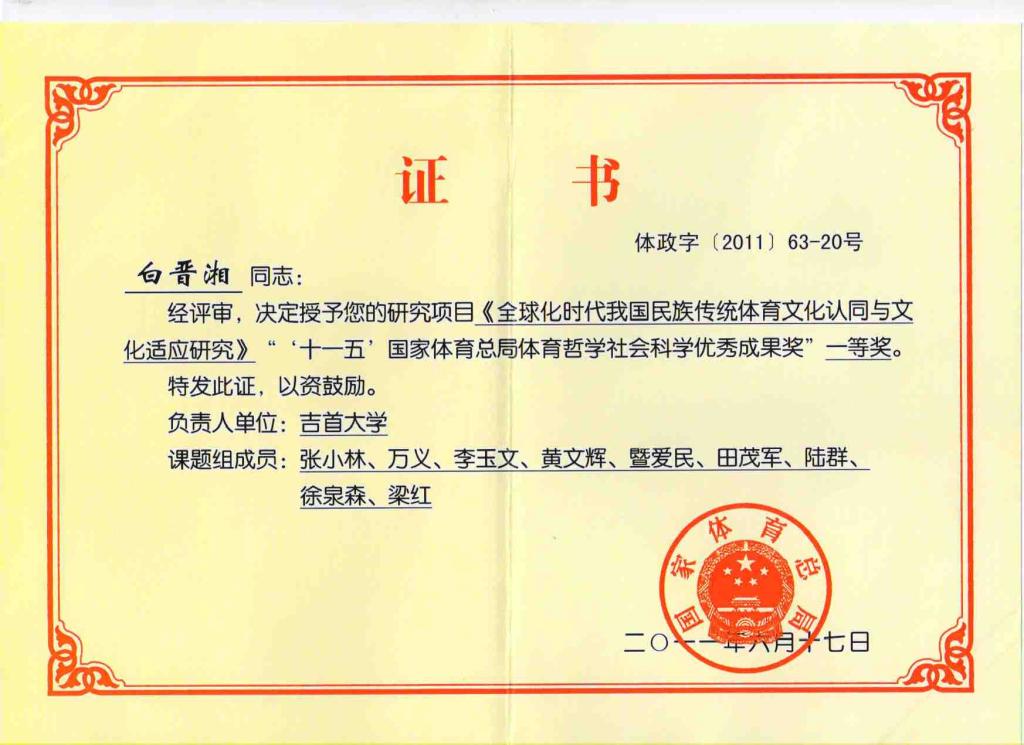 证 书
体政字〔2011〕63-20号
白晋湘 同志：
经评审，决定授予您的研究项目《全球化时代我国民族传统体育文化认同与文
化适应研究》“‘十一五’国家体育总局体育哲学社会科学优秀成果奖”一等奖。
特发此证，以资鼓励。
负责人单位：吉首大学
课题组成员：张小林、万义、李玉文、黄文辉、暨爱民、田茂军、陆群、
徐泉森、梁红
国家体育总局
二〇一一年六月十七日